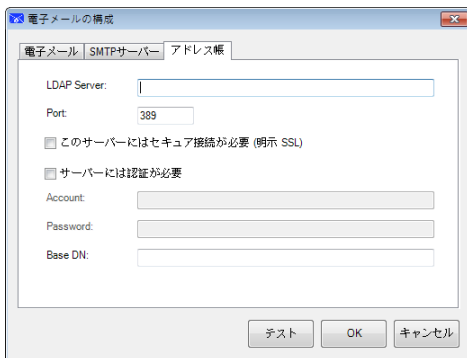 電子メールの構成
電子メール SMTPサーバー アドレス帳
LDAP Server:
Port: 389
このサーバーにはセキュア接続が必要 (明示 SSL)
サーバーには認証が必要
Account:
Password:
Base DN:
テスト OK キャンセル